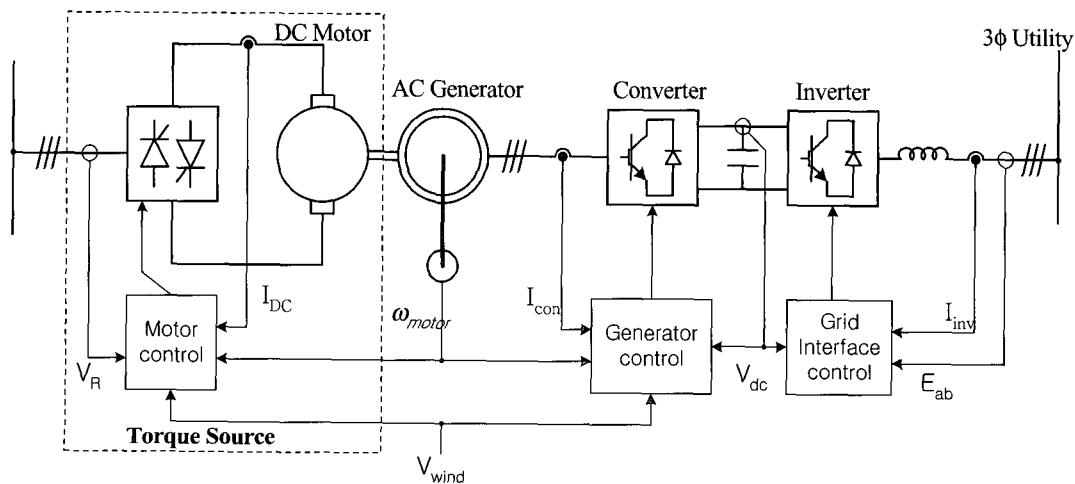 DC Motor
3ϕ Utility
AC Generator
Converter
Inverter
I_DC
ω_motor
I_con
I_inv
Motor
control
Generator
control
Grid
Interface
control
V_R
V_dc
E_ab
Torque Source
V_wind